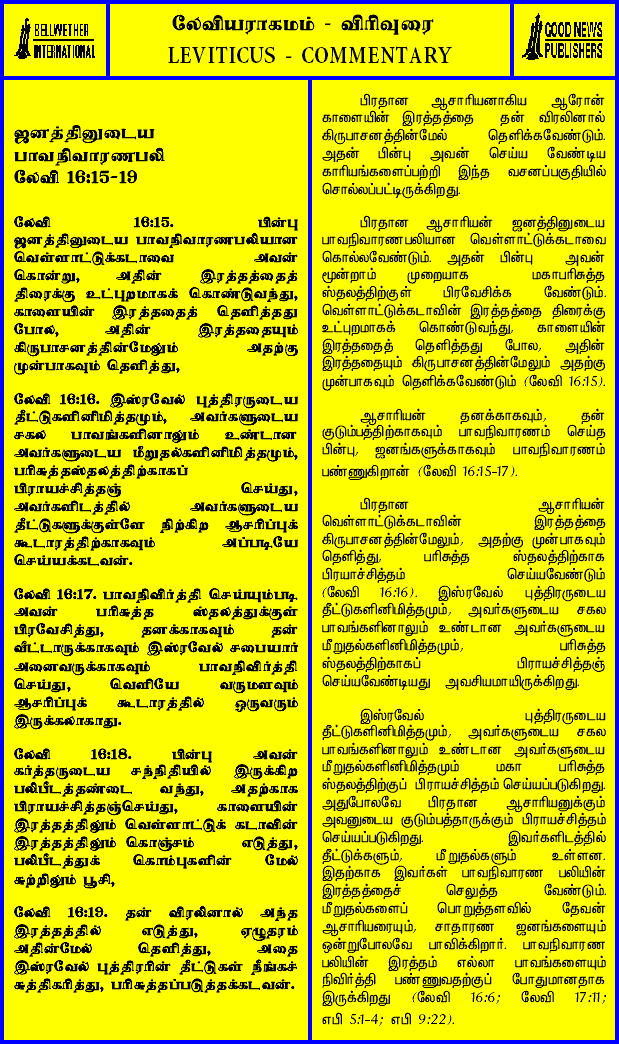 BELLWETHER
INTERNATIONAL
லேவியராகமம் - விரிவுரை
LEVITICUS - COMMENTARY
GOOD NEWS
PUBLISHERS
ஜனத்தினுடைய
பாவநிவாரணபலி
லேவி 16:15-19
லேவி 16:15. பின்பு
ஜனத்தினுடைய பாவநிவாரணபலியான
வெள்ளாட்டுக்கடாவை அவன்
கொன்று, அதின் இரத்தத்தைத்
திரைக்கு உட்புறமாகக் கொண்டுவந்து,
காளையின் இரத்ததைத் தெளித்தது
போல, அதின் இரத்ததையும்
கிருபாசனத்தின்மேலும் அதற்கு
முன்பாகவும் தெளித்து,
லேவி 16:16. இஸ்ரவேல் புத்திரருடைய
தீட்டுகளினிமித்தமும், அவர்களுடைய
சகல பாவங்களினாலும் உண்டான
அவர்களுடைய மீறுதல்களினிமித்தமும்,
பரிசுத்தஸ்தலத்திற்காகப்
பிராயச்சித்தஞ் செய்து,
அவர்களிடத்தில் அவர்களுடைய
தீட்டுகளுக்குள்ளே நிற்கிற ஆசரிப்புக்
கூடாரத்திற்காகவும் அப்படியே
செய்யக்கடவன்.
லேவி 16:17. பாவநிவிர்த்தி செய்யும்படி
அவன் பரிசுத்த ஸ்தலத்துக்குள்
பிரவேசித்து, தனக்காகவும் தன்
வீட்டாருக்காகவும் இஸ்ரவேல் சபையார்
அனைவருக்காகவும் பாவநிவிர்த்தி
செய்து, வெளியே வருமளவும்
ஆசரிப்புக் கூடாரத்தில் ஒருவரும்
இருக்கலாகாது.
லேவி 16:18. பின்பு அவன்
கர்த்தருடைய சந்நிதியில் இருக்கிற
பலிபீடத்தண்டை வந்து, அதற்காக
பிராயச்சித்தஞ்செய்து, காளையின்
இரத்தத்திலும் வெள்ளாட்டுக் கடாவின்
இரத்தத்திலும் கொஞ்சம் எடுத்து,
பலிபீடத்துக் கொம்புகளின் மேல்
சுற்றிலும் பூசி,
லேவி 16:19. தன் விரலினால் அந்த
இரத்தத்தில் எடுத்து, ஏழுதரம்
அதின்மேல் தெளித்து, அதை
இஸ்ரவேல் புத்திரரின் தீட்டுகள் நீங்கச்
சுத்திகரித்து, பரிசுத்தப்படுத்தக்கடவன்.
பிரதான ஆசாரியனாகிய ஆரோன்
காளையின் இரத்தத்தை தன் விரலினால்
கிருபாசனத்தின்மேல் தெளிக்கவேண்டும்.
அதன் பின்பு அவன் செய்ய வேண்டிய
காரியங்களைப்பற்றி இந்த வசனப்பகுதியில்
சொல்லப்பட்டிருக்கிறது.
பிரதான ஆசாரியன் ஜனத்தினுடைய
பாவநிவாரணபலியான வெள்ளாட்டுக்கடாவை
கொல்லவேண்டும். அதன் பின்பு அவன்
மூன்றாம் முறையாக மகாபரிசுத்த
ஸ்தலத்திற்குள் பிரவேசிக்க வேண்டும்.
வெள்ளாட்டுக்கடாவின் இரத்தத்தை திரைக்கு
உட்புறமாகக் கொண்டுவந்து, காளையின்
இரத்ததைத் தெளித்தது போல, அதின்
இரத்ததையும் கிருபாசனத்தின்மேலும் அதற்கு
முன்பாகவும் தெளிக்கவேண்டும் (லேவி 16:15).
ஆசாரியன் தனக்காகவும், தன்
குடும்பத்திற்காகவும் பாவநிவாரணம் செய்த
பின்பு, ஜனங்களுக்காகவும் பாவநிவாரணம்
பண்ணுகிறான் (லேவி 16:15-17).
பிரதான ஆசாரியன்
வெள்ளாட்டுக்கடாவின் இரத்தத்தை
கிருபாசனத்தின்மேலும், அதற்கு முன்பாகவும்
தெளித்து, பரிசுத்த ஸ்தலத்திற்காக
பிரயாச்சித்தம் செய்யவேண்டும்
(லேவி 16:16). இஸ்ரவேல் புத்திரருடைய
தீட்டுகளினிமித்தமும், அவர்களுடைய சகல
பாவங்களினாலும் உண்டான அவர்களுடைய
மீறுதல்களினிமித்தமும், பரிசுத்த
ஸ்தலத்திற்காகப் பிராயச்சித்தஞ்
செய்யவேண்டியது அவசியமாயிருக்கிறது.
இஸ்ரவேல் புத்திரருடைய
தீட்டுகளினிமித்தமும், அவர்களுடைய சகல
பாவங்களினாலும் உண்டான அவர்களுடைய
மீறுதல்களினிமித்தமும் மகா பரிசுத்த
ஸ்தலத்திற்குப் பிராயச்சித்தம் செய்யப்படுகிறது.
அதுபோலவே பிரதான ஆசாரியனுக்கும்
அவனுடைய குடும்பத்தாருக்கும் பிராயச்சித்தம்
செய்யப்படுகிறது. இவர்களிடத்தில்
தீட்டுக்களும், மீறுதல்களும் உள்ளன.
இதற்காக இவர்கள் பாவநிவாரண பலியின்
இரத்தத்தைச் செலுத்த வேண்டும்.
மீறுதல்களைப் பொறுத்தளவில் தேவன்
ஆசாரியரையும், சாதாரண ஜனங்களையும்
ஒன்றுபோலவே பாவிக்கிறார். பாவநிவாரண
பலியின் இரத்தம் எல்லா பாவங்களையும்
நிவிர்த்தி பண்ணுவதற்குப் போதுமானதாக
இருக்கிறது (லேவி 16:6; லேவி 17:11;
எபி 5:1-4; எபி 9:22).